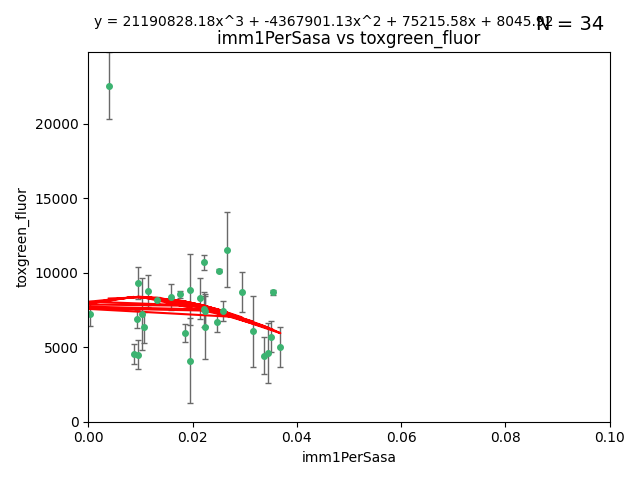 y = 21190828.18x^3 + -4367901.13x^2 + 75215.58x + 8045.92
N = 34
imm1PerSasa vs toxgreen_fluor
toxgreen_fluor
20000
15000
10000
5000
0
0.00 0.02 0.04 0.06 0.08 0.10
imm1PerSasa